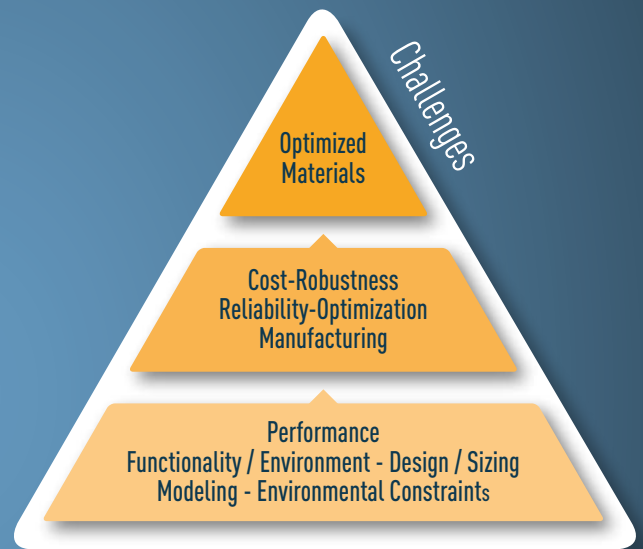 Challenges
Optimized
Materials
Cost-Robustness
Reliability-Optimization
Manufacturing
Performance
Functionality / Environment - Design / Sizing
Modeling - Environmental Constraints